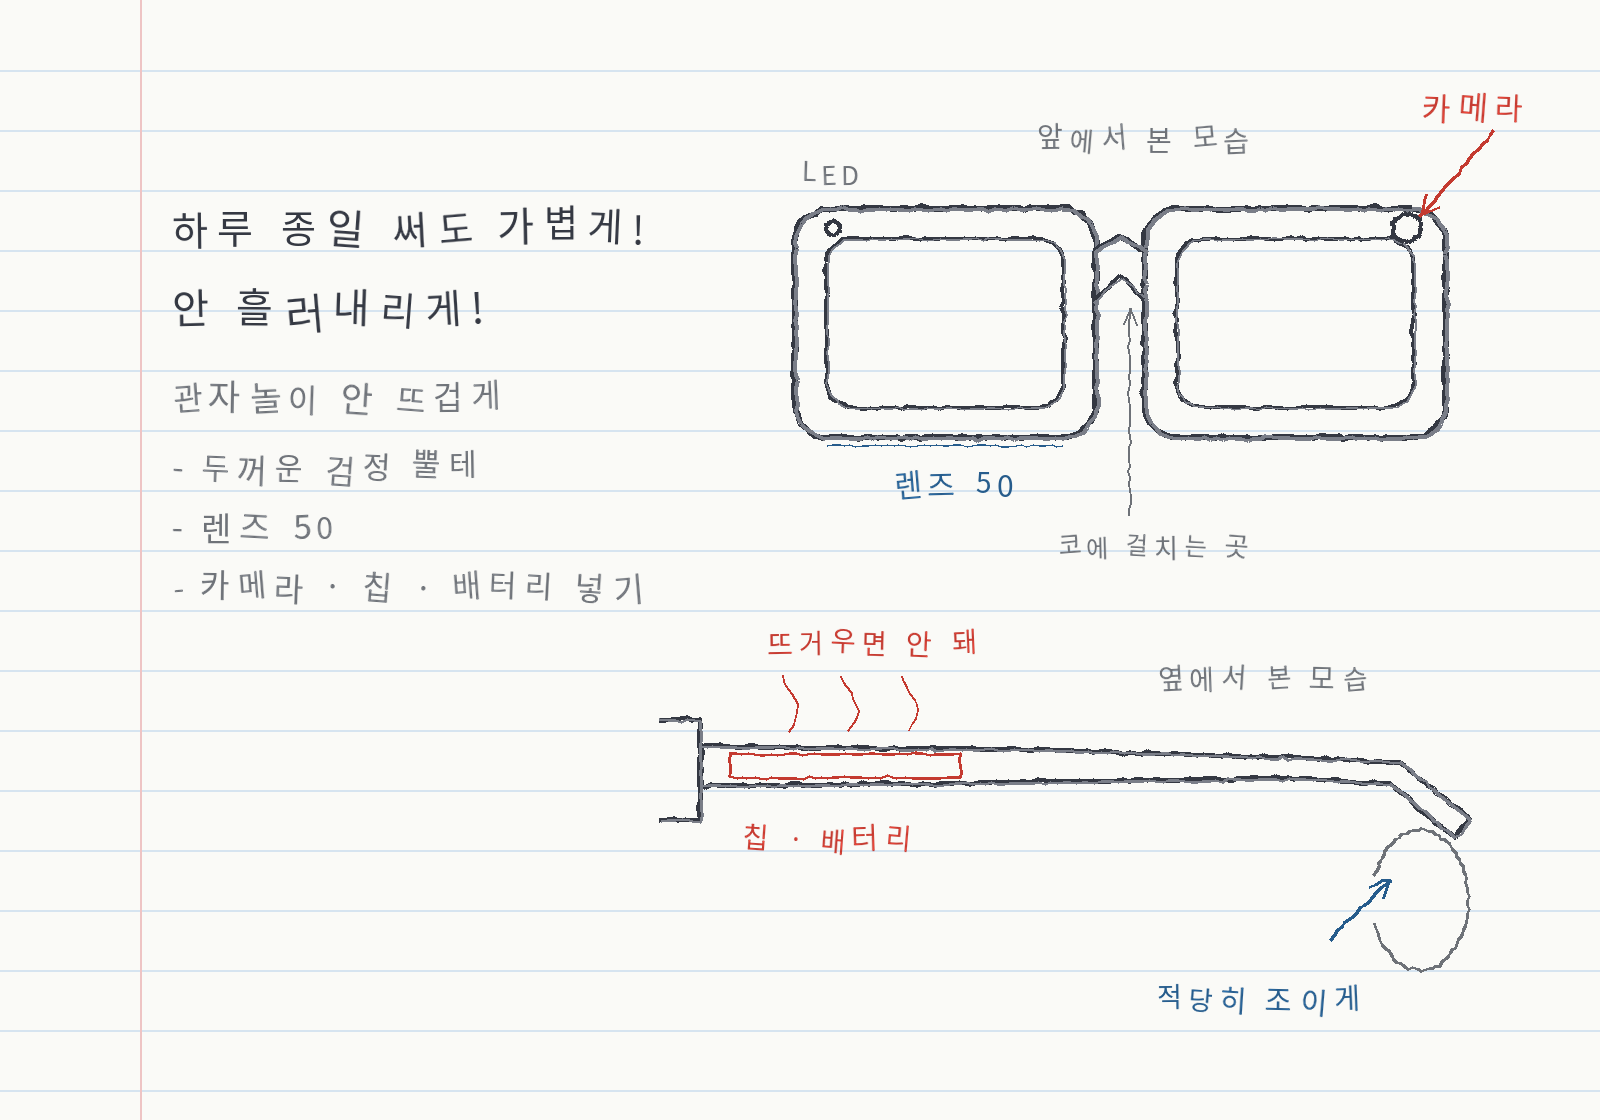 하루 종일 써도 가볍게!
안 흘러내리게!
관자놀이 안 뜨겁게
- 두꺼운 검정 뿔테
- 렌즈 50
- 카메라 · 칩 · 배터리 넣기
카메라
앞에서 본 모습
LED
렌즈 50
코에 걸치는 곳
뜨거우면 안 돼
옆에서 본 모습
칩 · 배터리
적당히 조이게